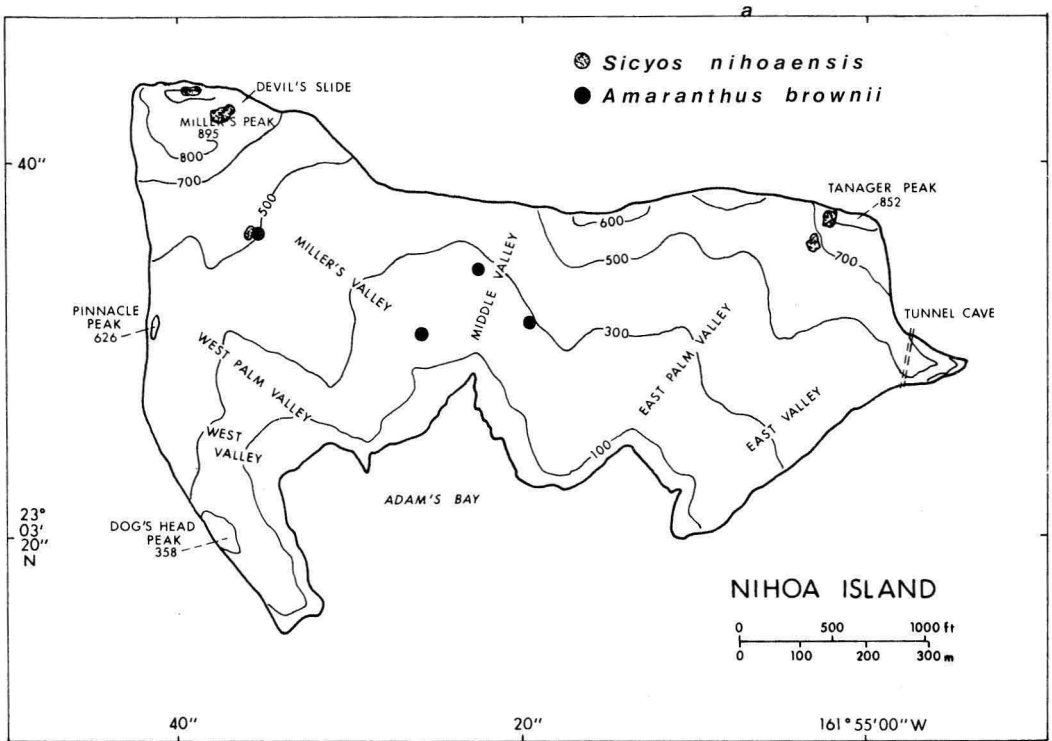 a
Sicyos nihoaensis
Amaranthus brownii
DEVIL'S SLIDE
MILLER'S PEAK
895
800
700
40"
500
TANAGER PEAK
852
600
500
700
MILLER'S VALLEY
MIDDLE VALLEY
PINNACLE
PEAK
626
300
TUNNEL CAVE
WEST PALM VALLEY
EAST PALM VALLEY
EAST VALLEY
WEST
VALLEY
100
ADAM'S BAY
23°
03'
20"
N
DOG'S HEAD
PEAK
358
NIHOA ISLAND
0 500 1000 ft
0 100 200 300 m
40" 20" 161° 55' 00" W